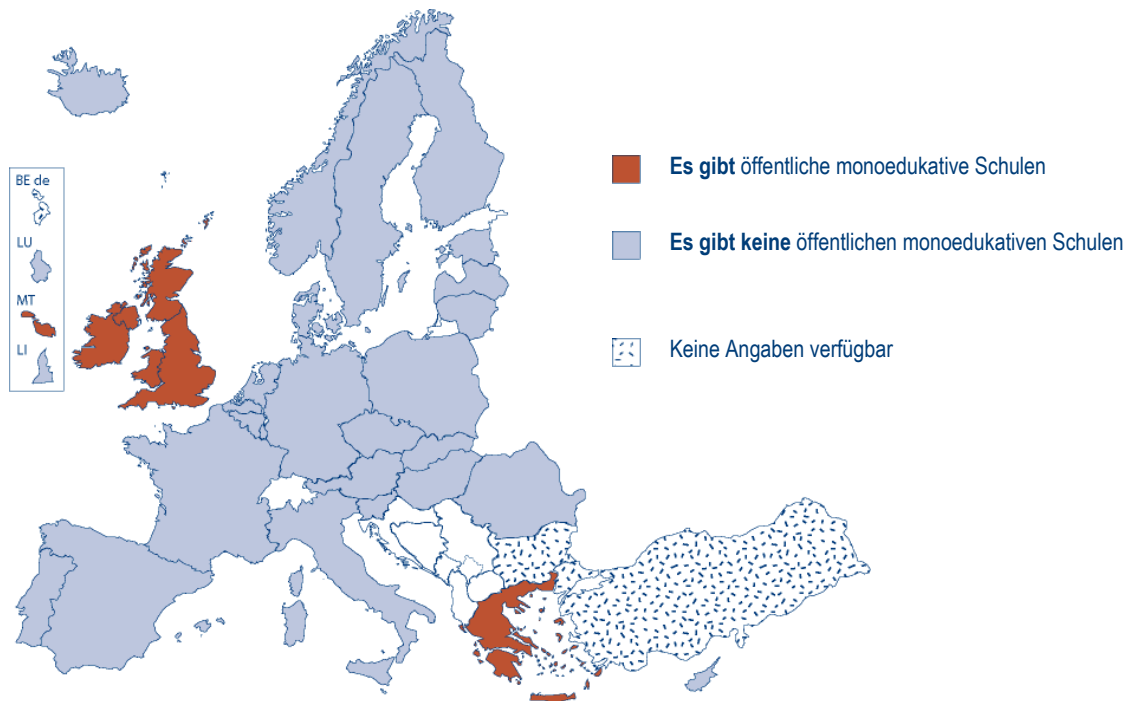 BE de
LU
MT
LI
Es gibt öffentliche monoedukative Schulen
Es gibt keine öffentlichen monoedukativen Schulen
Keine Angaben verfügbar